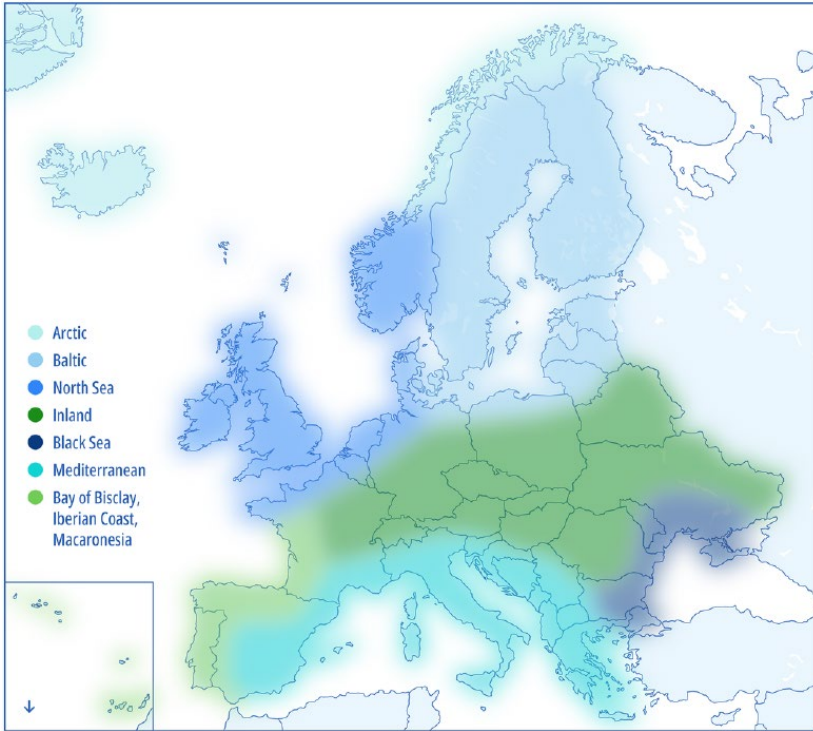 Arctic
Baltic
North Sea
Inland
Black Sea
Mediterranean
Bay of Bisclay,
Iberian Coast,
Macaronesia